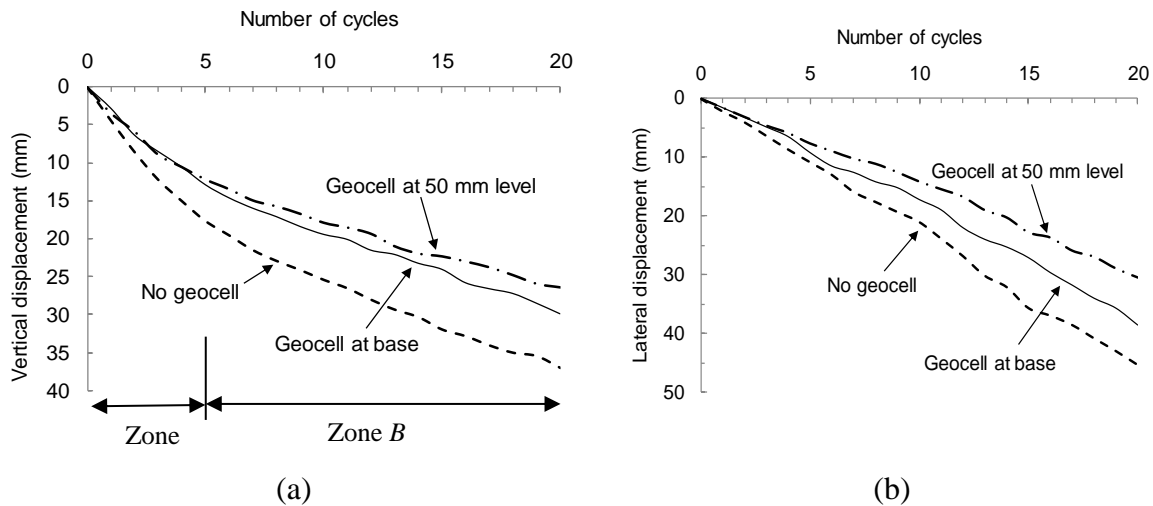 Number of cycles
0 5 10 15 20
0
5
10
15
20
25
30
35
40
Vertical displacement (mm)
Geocell at 50 mm level
No geocell
Geocell at base
Zone
Zone B
(a)
Number of cycles
0 5 10 15 20
0
10
20
30
40
50
Lateral displacement (mm)
Geocell at 50 mm level
No geocell
Geocell at base
(b)